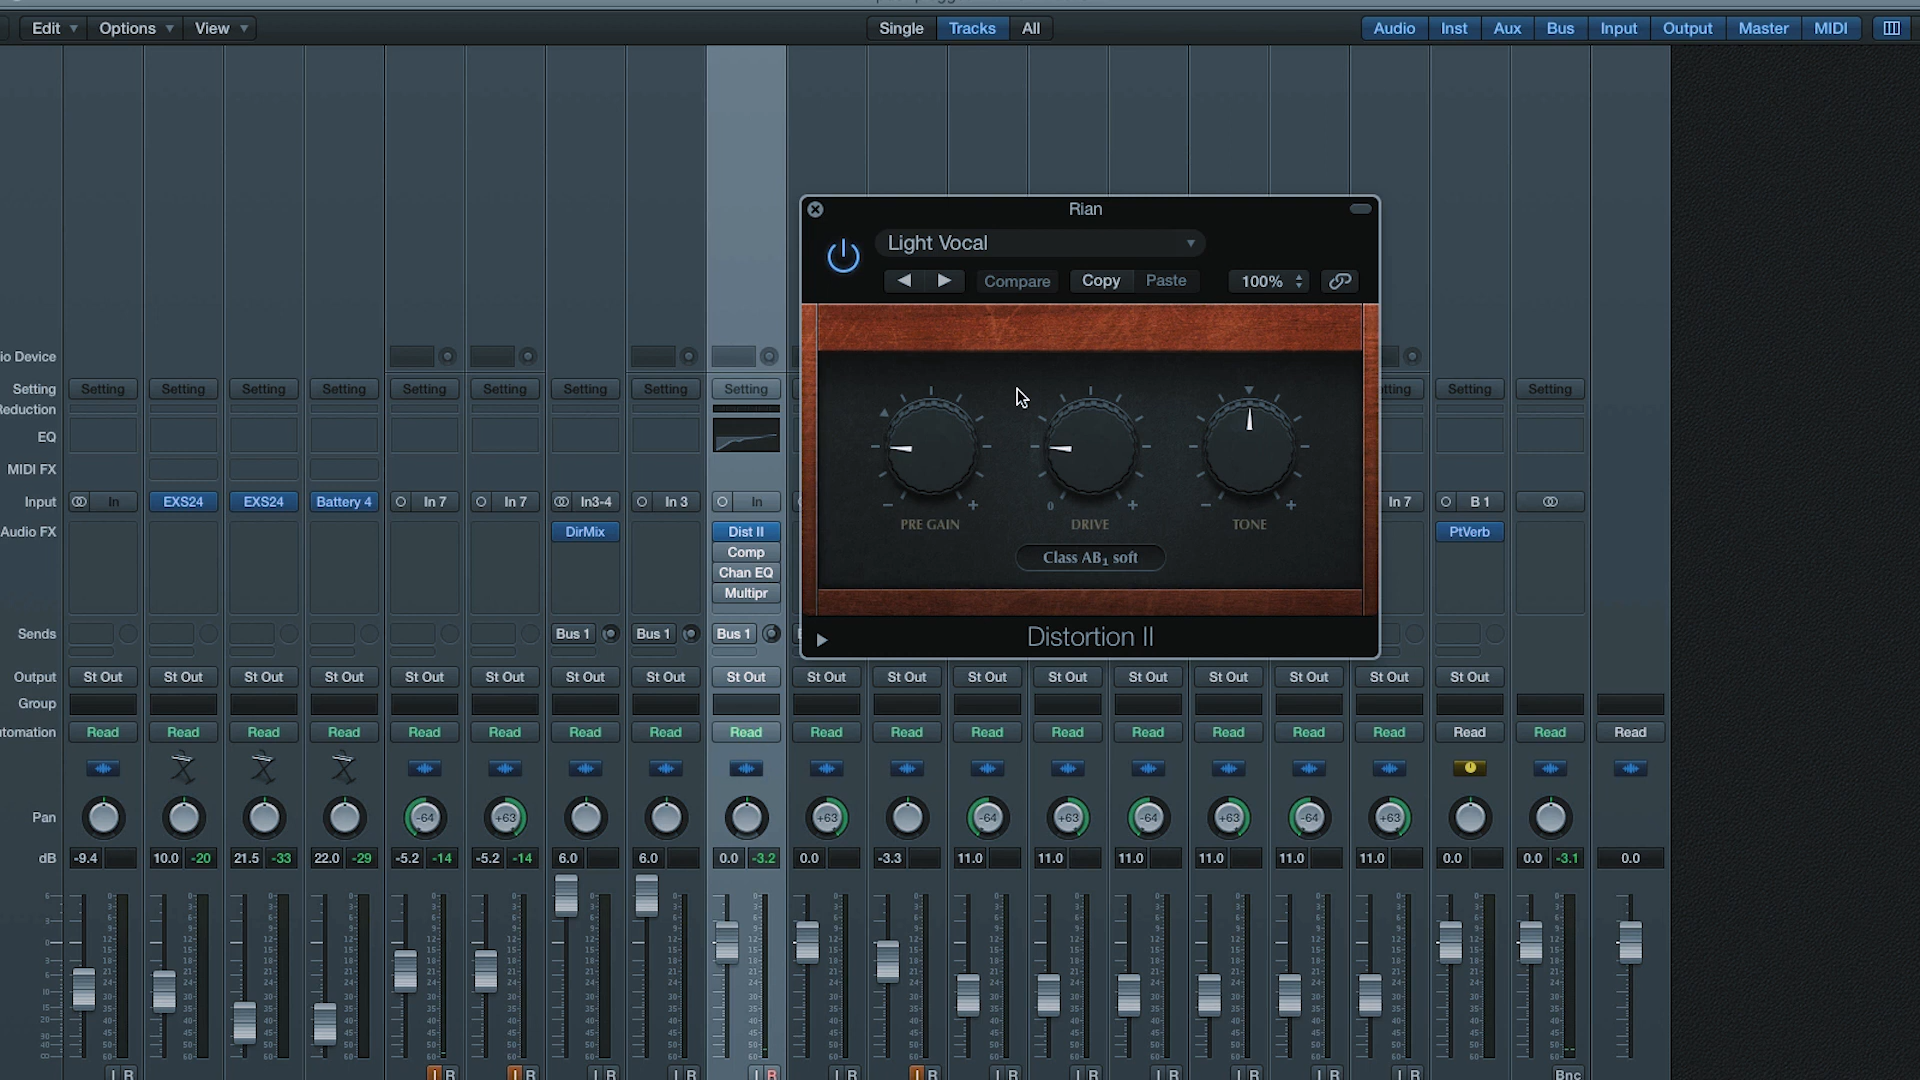 Edit Options View Single Tracks All Audio Inst Aux Bus Input Output Master MIDI
Rian
Light Vocal
Compare Copy Paste 100%
io Device
Setting Setting Setting Setting Setting Setting Setting Setting Setting Setting tting Setting Setting
Reduction
EQ
MIDI FX
Input In EXS24 EXS24 Battery 4 In 7 In 7 In3-4 In 3 In In 7 B 1
Audio FX DirMix Dist II PtVerb
Comp
Chan EQ
Multipr
- + 0 + - +
PRE GAIN DRIVE TONE
Class AB1 soft
Sends Bus 1 Bus 1 Bus 1
Distortion II
Output St Out St Out St Out St Out St Out St Out St Out St Out St Out St Out St Out St Out St Out St Out St Out St Out St Out St Out
Group
utomation Read Read Read Read Read Read Read Read Read Read Read Read Read Read Read Read Read Read Read Read
Pan -64 +63 +63 -64 +63 -64 +63 -64 +63
dB -9.4 10.0 -20 21.5 -33 22.0 -29 -5.2 -14 -5.2 -14 6.0 6.0 0.0 -3.2 0.0 -3.3 11.0 11.0 11.0 11.0 11.0 11.0 0.0 0.0 -3.1 0.0
I R I R I R I R I R I R I R I R I R I R I R I R I R Bnc